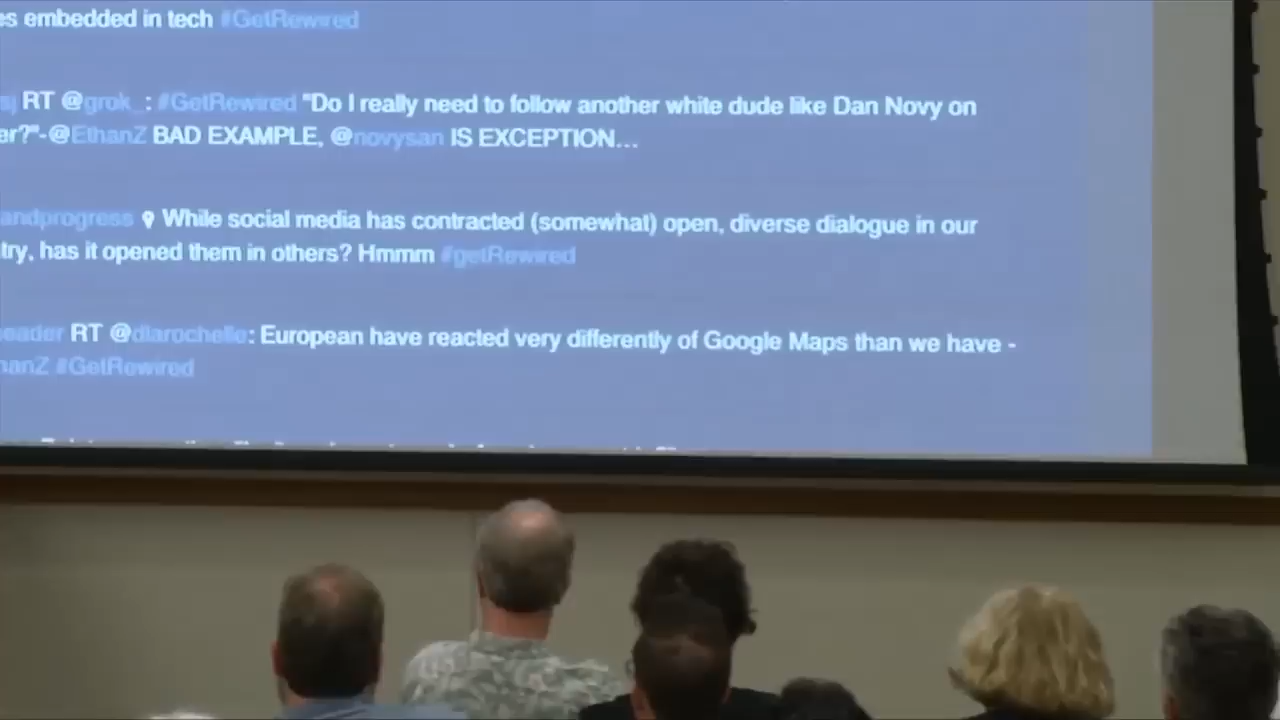 es embedded in tech #GetRewired
sj RT @grok_: #GetRewired "Do I really need to follow another white dude like Dan Novy on
er?"-@EthanZ BAD EXAMPLE, @novysan IS EXCEPTION...
andprogress While social media has contracted (somewhat) open, diverse dialogue in our
try, has it opened them in others? Hmmm #getRewired
eader RT @dlarochelle: European have reacted very differently of Google Maps than we have -
hanZ #GetRewired